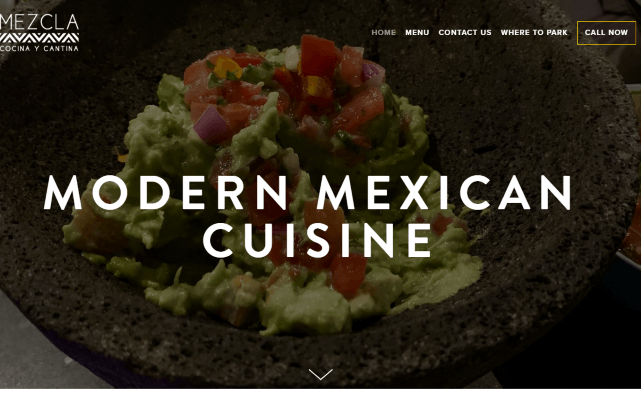 MEZCLA
COCINA Y CANTINA
HOME MENU CONTACT US WHERE TO PARK CALL NOW
MODERN MEXICAN
CUISINE